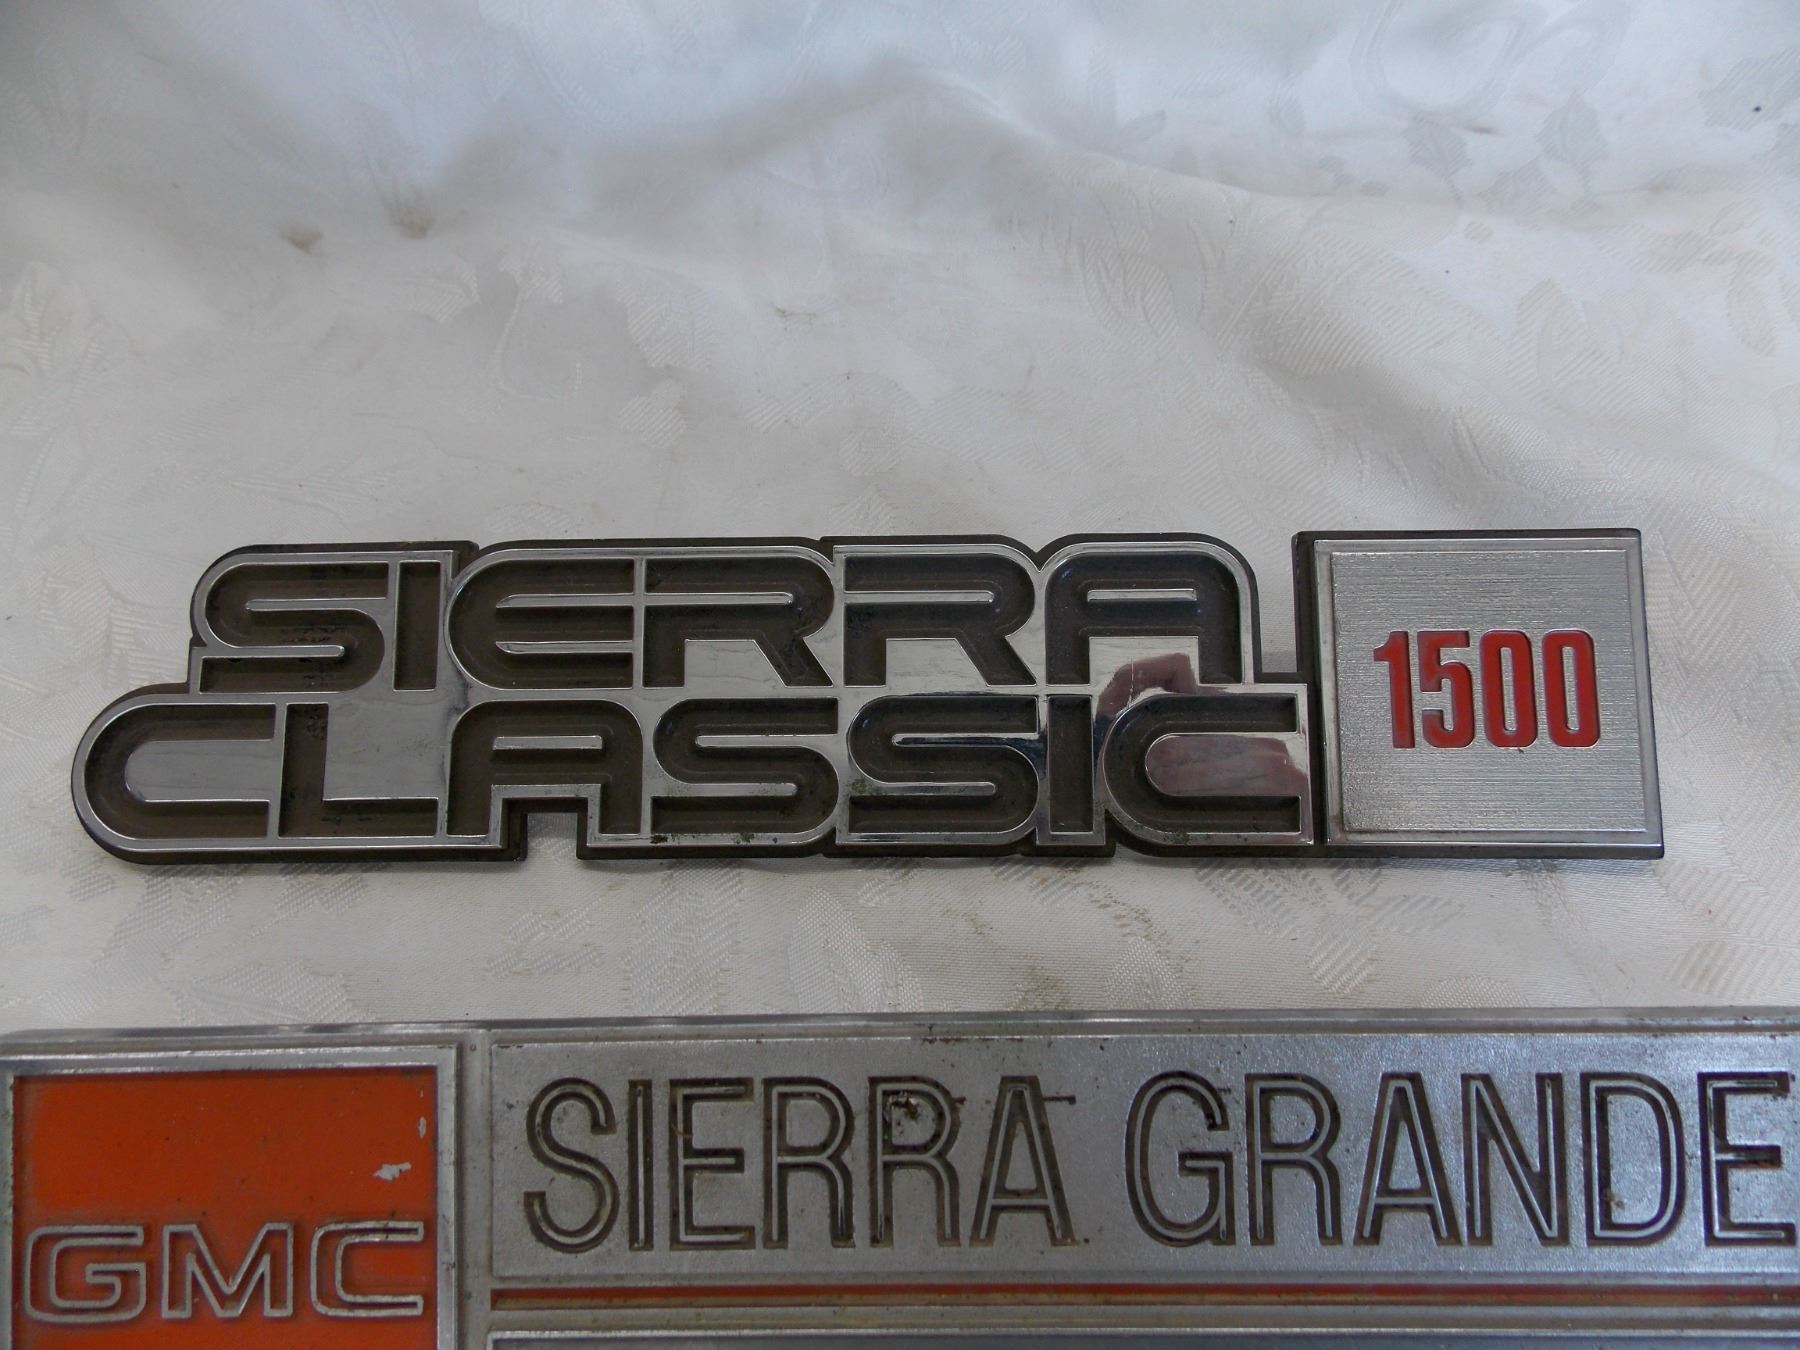 SIERRA
CLASSIC 1500
SIERRA GRANDE
GMC